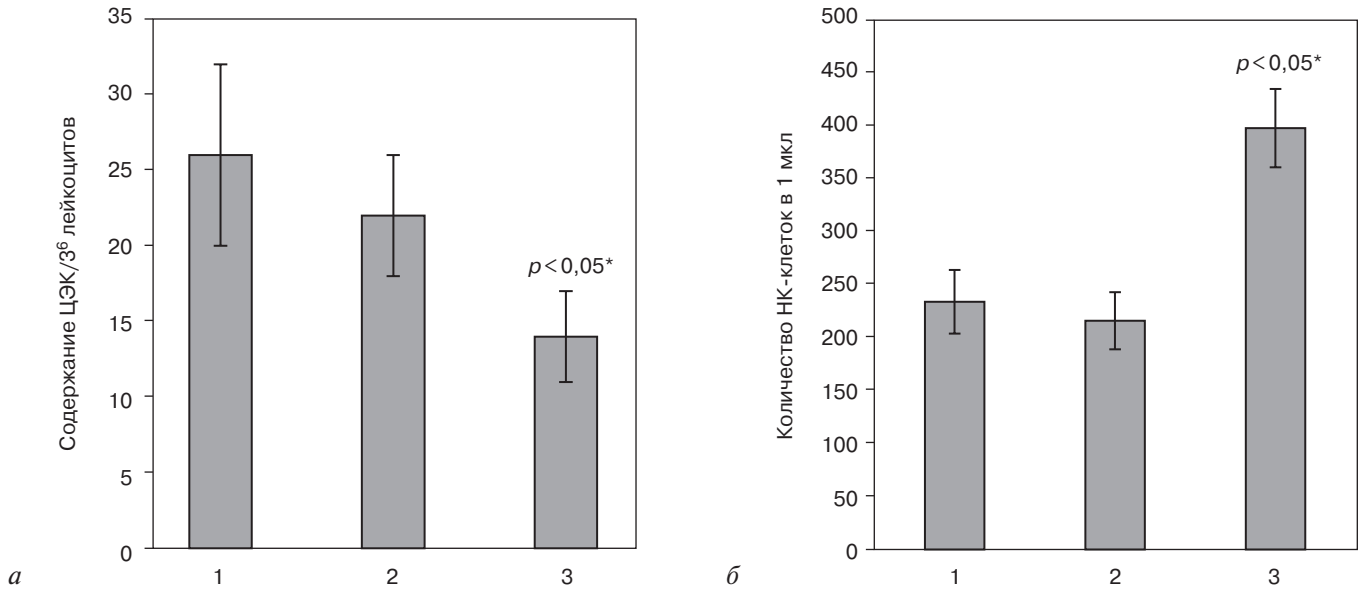 Содержание ЦЭК/3⁶ лейкоцитов
35
30
25
20
15
10
5
0
p<0,05*
1 2 3
а
Количество НК-клеток в 1 мкл
500
450
400
350
300
250
200
150
100
50
0
p<0,05*
1 2 3
б